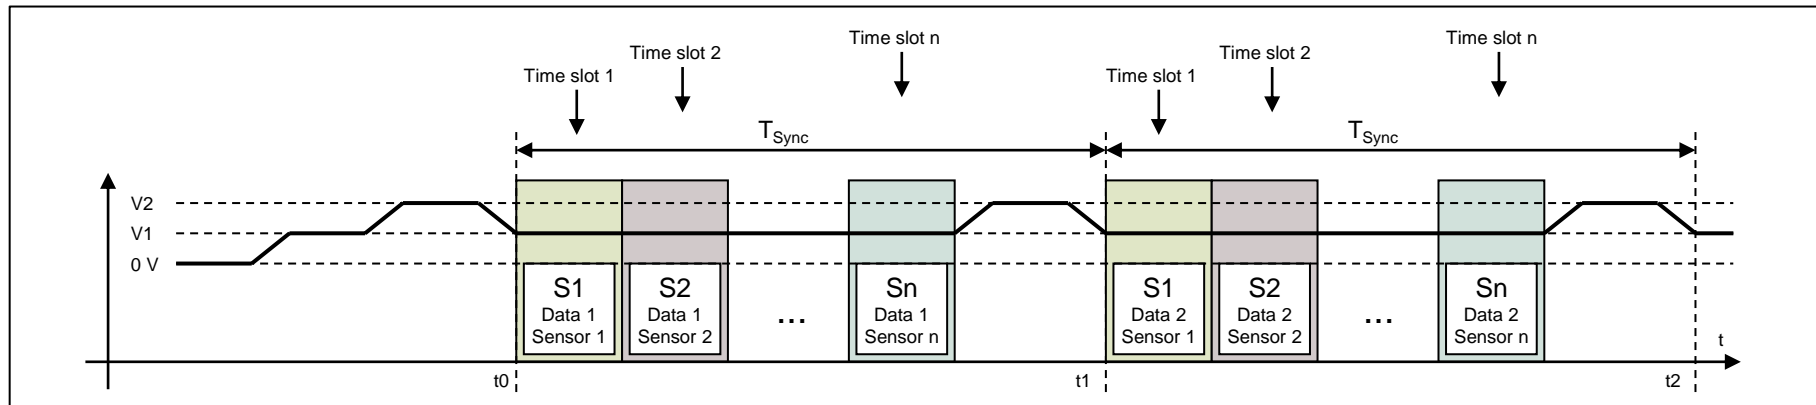 Time slot n
Time slot n
Time slot 2
Time slot 2
Time slot 1
Time slot 1
TSync
TSync
V2
V1
0 V
S1
Data 1
Sensor 1
S2
Data 1
Sensor 2
...
Sn
Data 1
Sensor n
S1
Data 2
Sensor 1
S2
Data 2
Sensor 2
...
Sn
Data 2
Sensor n
t
t0
t1
t2